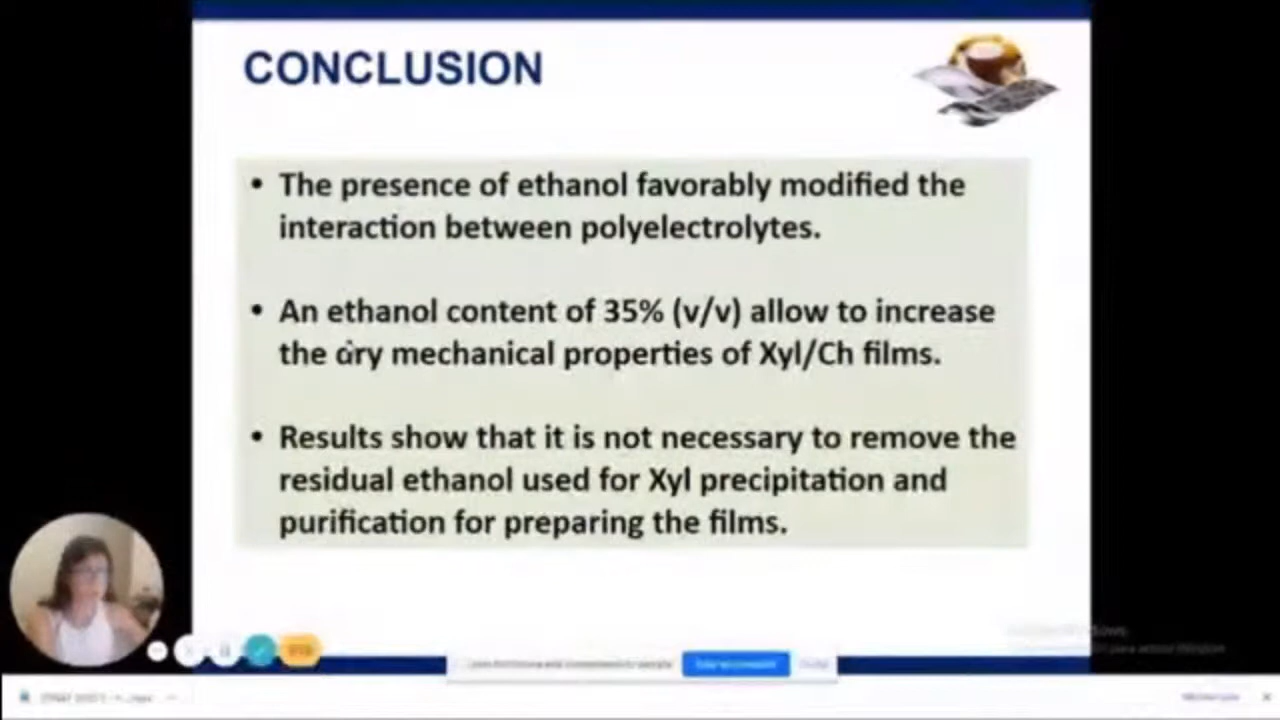 CONCLUSION
• The presence of ethanol favorably modified the
interaction between polyelectrolytes.
• An ethanol content of 35% (v/v) allow to increase
the dry mechanical properties of Xyl/Ch films.
• Results show that it is not necessary to remove the
residual ethanol used for Xyl precipitation and
purification for preparing the films.